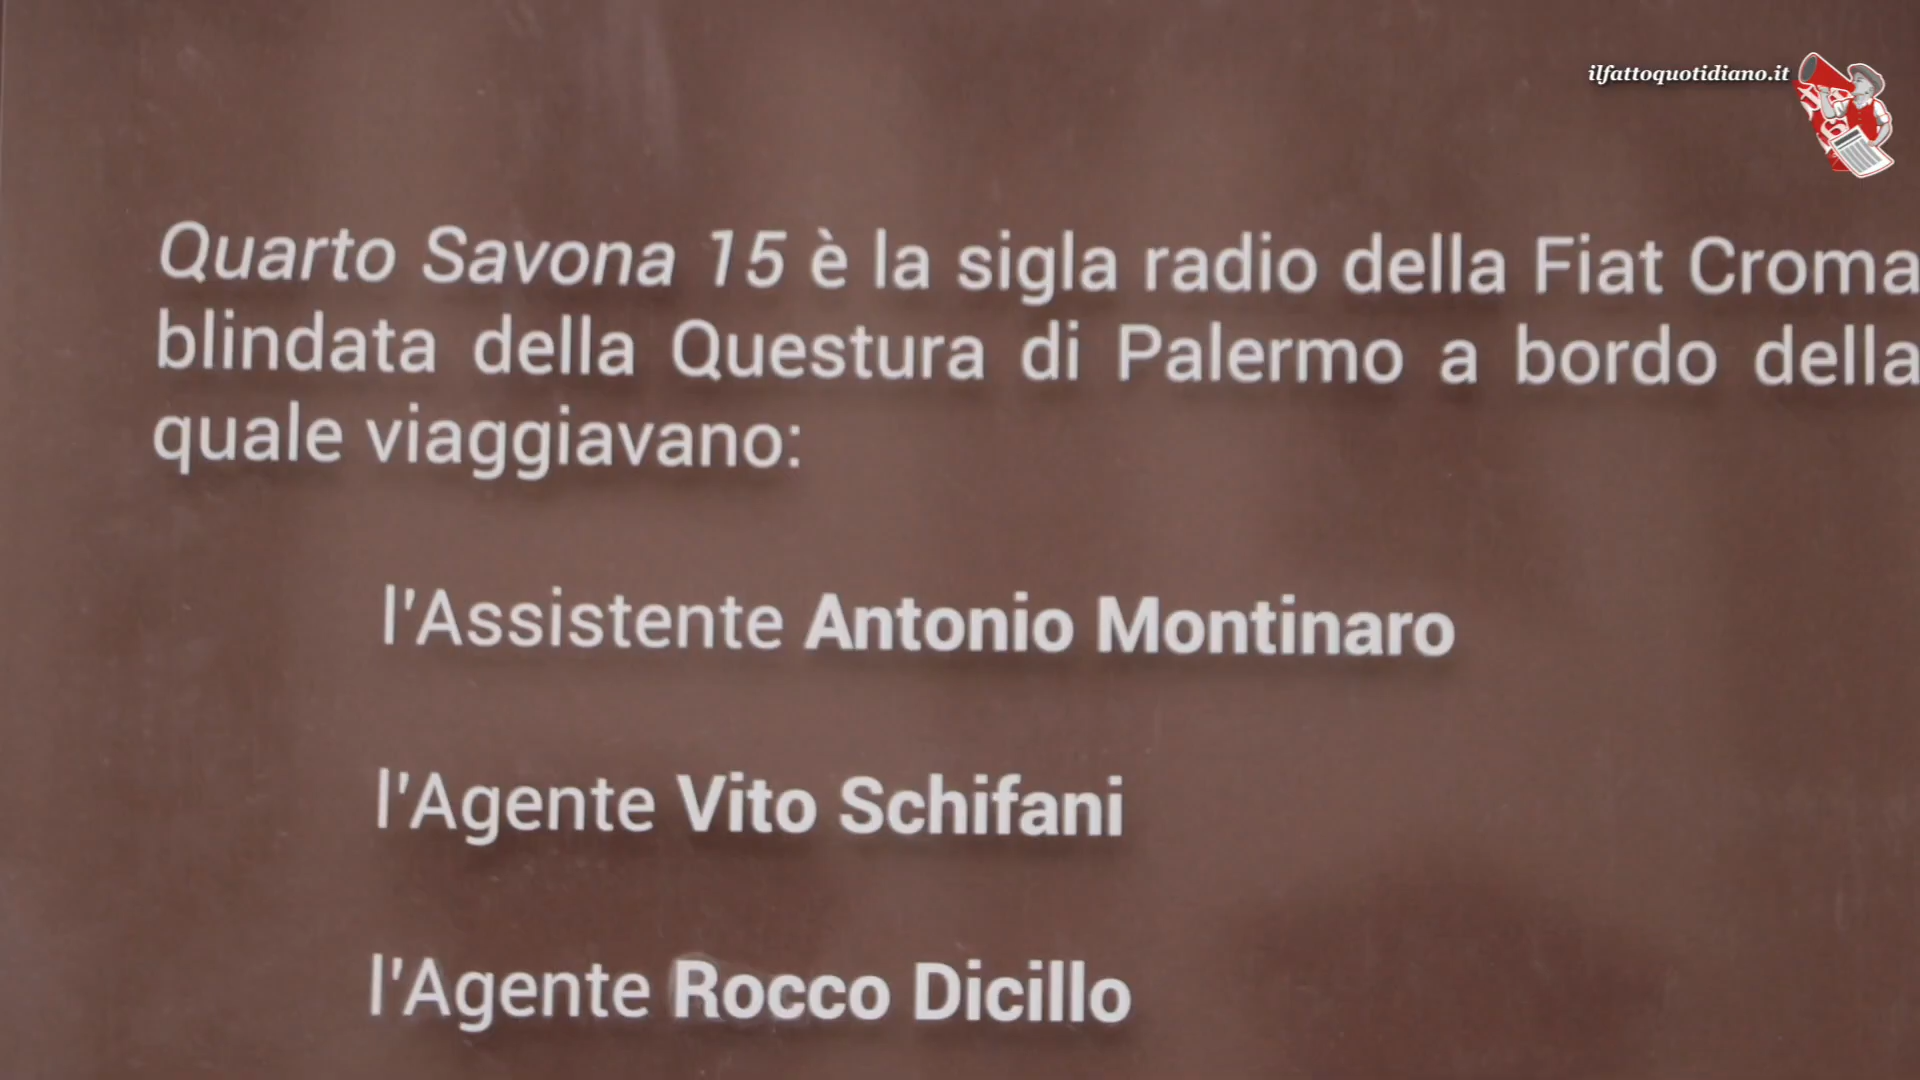 ilfattoquotidiano.it
Quarto Savona 15 è la sigla radio della Fiat Croma
blindata della Questura di Palermo a bordo della
quale viaggiavano:
l'Assistente Antonio Montinaro
l'Agente Vito Schifani
l'Agente Rocco Dicillo